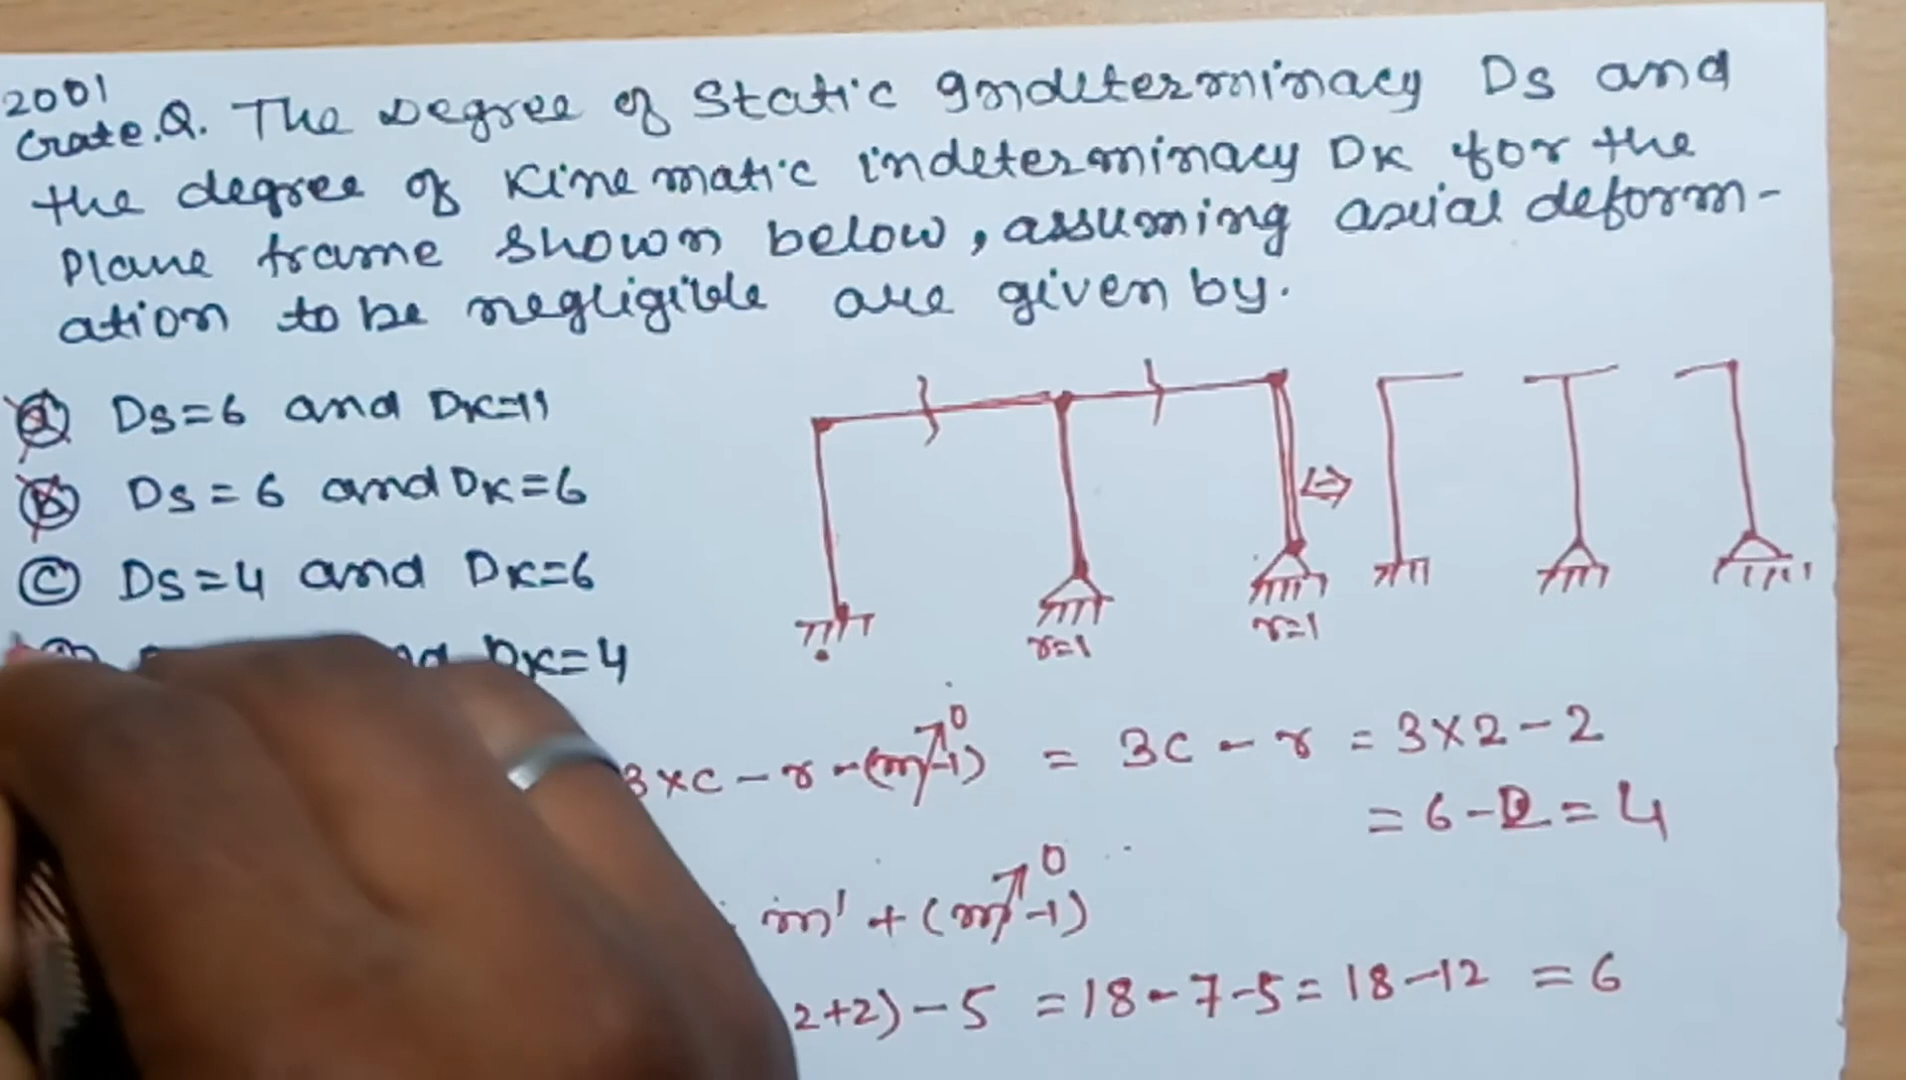 2001
Gate.Q. The Degree of Static Indeterminacy Ds and
the degree of Kinematic indeterminacy DK for the
Plane frame shown below, assuming axial deform-
ation to be negligible are given by.
A Ds=6 and DK=11
B Ds=6 and DK=6
C Ds=4 and DK=6
DK=4
r=1
r=1
3×C-r-(m-1) 0 = 3C-r = 3×2-2
= 6-2 = 4
m' + (m-1) 0
2+2)-5 = 18-7-5 = 18-12 = 6